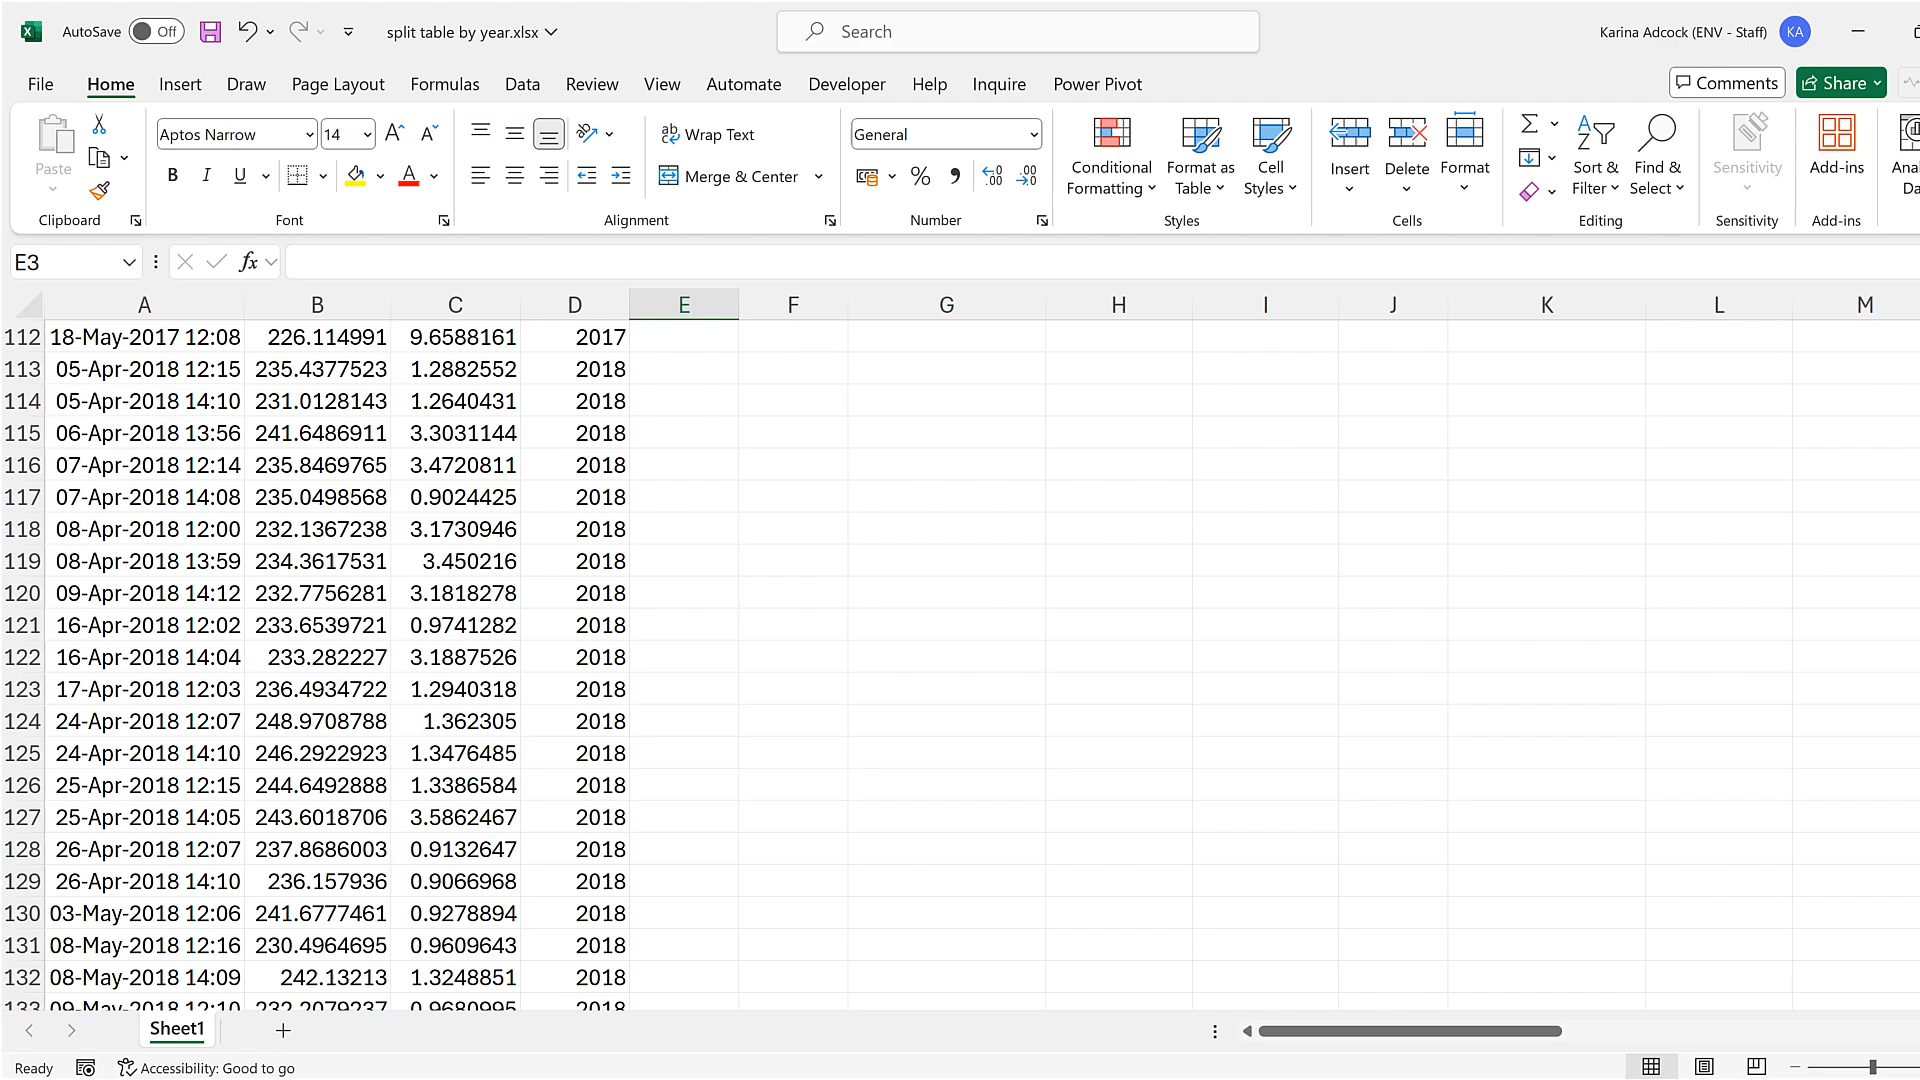 AutoSave Off split table by year.xlsx Search Karina Adcock (ENV - Staff) KA
File Home Insert Draw Page Layout Formulas Data Review View Automate Developer Help Inquire Power Pivot Comments Share
Paste Aptos Narrow 14 Wrap Text General Conditional Formatting Format as Table Cell Styles Insert Delete Format Sort & Filter Find & Select Sensitivity Add-ins
B I U Merge & Center
Clipboard Font Alignment Number Styles Cells Editing Sensitivity Add-ins
E3 fx
A B C D E F G H I J K L M
112 18-May-2017 12:08 226.114991 9.6588161 2017
113 05-Apr-2018 12:15 235.4377523 1.2882552 2018
114 05-Apr-2018 14:10 231.0128143 1.2640431 2018
115 06-Apr-2018 13:56 241.6486911 3.3031144 2018
116 07-Apr-2018 12:14 235.8469765 3.4720811 2018
117 07-Apr-2018 14:08 235.0498568 0.9024425 2018
118 08-Apr-2018 12:00 232.1367238 3.1730946 2018
119 08-Apr-2018 13:59 234.3617531 3.450216 2018
120 09-Apr-2018 14:12 232.7756281 3.1818278 2018
121 16-Apr-2018 12:02 233.6539721 0.9741282 2018
122 16-Apr-2018 14:04 233.282227 3.1887526 2018
123 17-Apr-2018 12:03 236.4934722 1.2940318 2018
124 24-Apr-2018 12:07 248.9708788 1.362305 2018
125 24-Apr-2018 14:10 246.2922923 1.3476485 2018
126 25-Apr-2018 12:15 244.6492888 1.3386584 2018
127 25-Apr-2018 14:05 243.6018706 3.5862467 2018
128 26-Apr-2018 12:07 237.8686003 0.9132647 2018
129 26-Apr-2018 14:10 236.157936 0.9066968 2018
130 03-May-2018 12:06 241.6777461 0.9278894 2018
131 08-May-2018 12:16 230.4964695 0.9609643 2018
132 08-May-2018 14:09 242.13213 1.3248851 2018
133 09-May-2018 12:10 232.2079237 0.9680995 2018
Sheet1
Ready Accessibility: Good to go